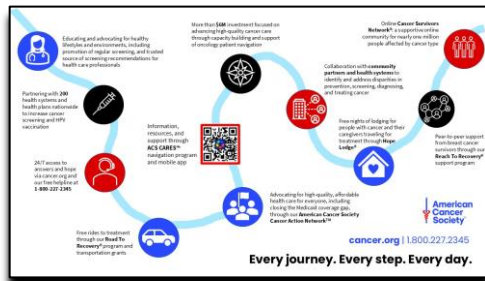 Educating and advocating for healthy
lifestyles and environments, including
promotion of regular screening, and trusted
source of screening recommendations for
health care professionals
Partnering with 200
health systems and
health plans nationwide
to increase cancer
screening and HPV
vaccination
24/7 access to
answers and hope
via cancer.org and
our free helpline at
1-800-227-2345
Free rides to treatment
through our Road To
Recovery® program and
transportation grants
Information,
resources, and
support through
ACS CARES™
navigation program
and mobile app
More than $6M investment focused on
advancing high-quality cancer care
through capacity building and support
of oncology patient navigation
Advocating for high-quality, affordable
health care for everyone, including
closing the Medicaid coverage gap,
through our American Cancer Society
Cancer Action Network™
Collaboration with community
partners and health systems to
identify and address disparities in
prevention, screening, diagnosing,
and treating cancer
Free nights of lodging for
people with cancer and their
caregivers traveling for
treatment through Hope
Lodge®
Online Cancer Survivors
Network®: a supportive online
community for nearly one million
people affected by cancer type
Peer-to-peer support
from breast cancer
survivors through our
Reach To Recovery®
support program
American
Cancer
Society
cancer.org | 1.800.227.2345
Every journey. Every step. Every day.